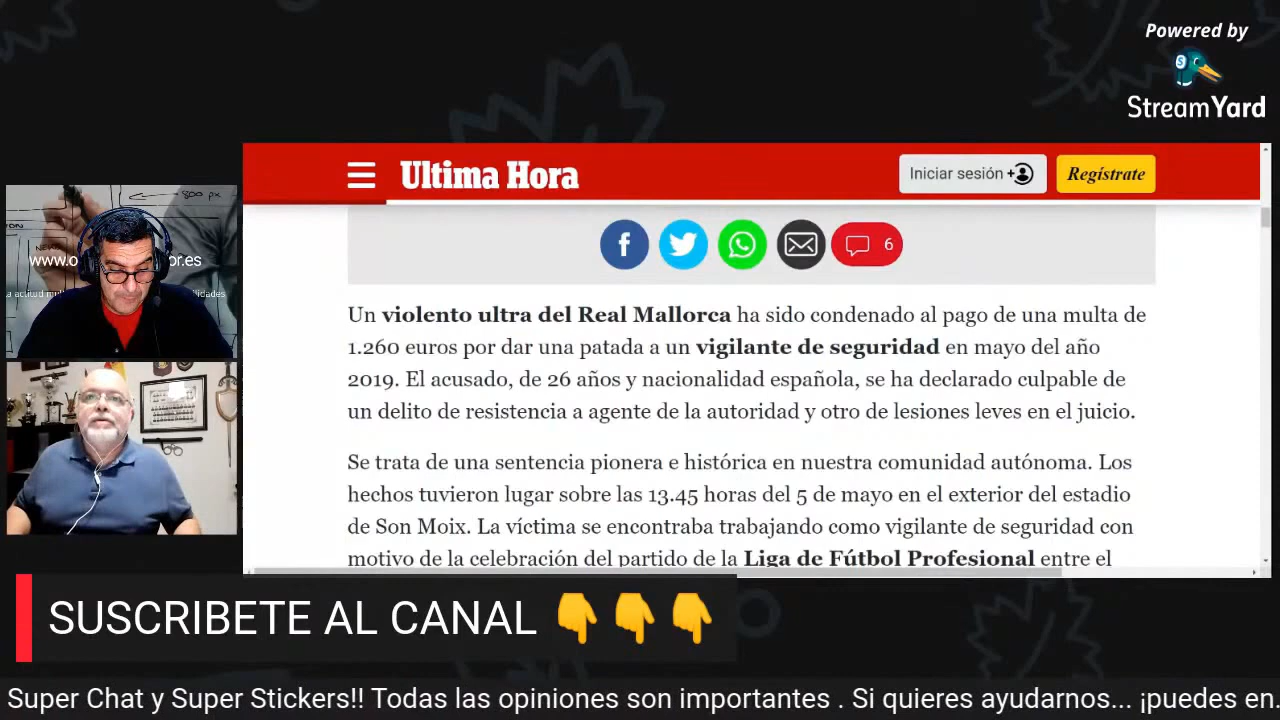 Powered by
StreamYard
Ultima Hora
Iniciar sesión
Regístrate
6
Un violento ultra del Real Mallorca ha sido condenado al pago de una multa de
1.260 euros por dar una patada a un vigilante de seguridad en mayo del año
2019. El acusado, de 26 años y nacionalidad española, se ha declarado culpable de
un delito de resistencia a agente de la autoridad y otro de lesiones leves en el juicio.
Se trata de una sentencia pionera e histórica en nuestra comunidad autónoma. Los
hechos tuvieron lugar sobre las 13.45 horas del 5 de mayo en el exterior del estadio
de Son Moix. La víctima se encontraba trabajando como vigilante de seguridad con
motivo de la celebración del partido de la Liga de Fútbol Profesional entre el
800 px
SUSCRIBETE AL CANAL 👇👇👇
Super Chat y Super Stickers!! Todas las opiniones son importantes . Si quieres ayudarnos... ¡puedes en.